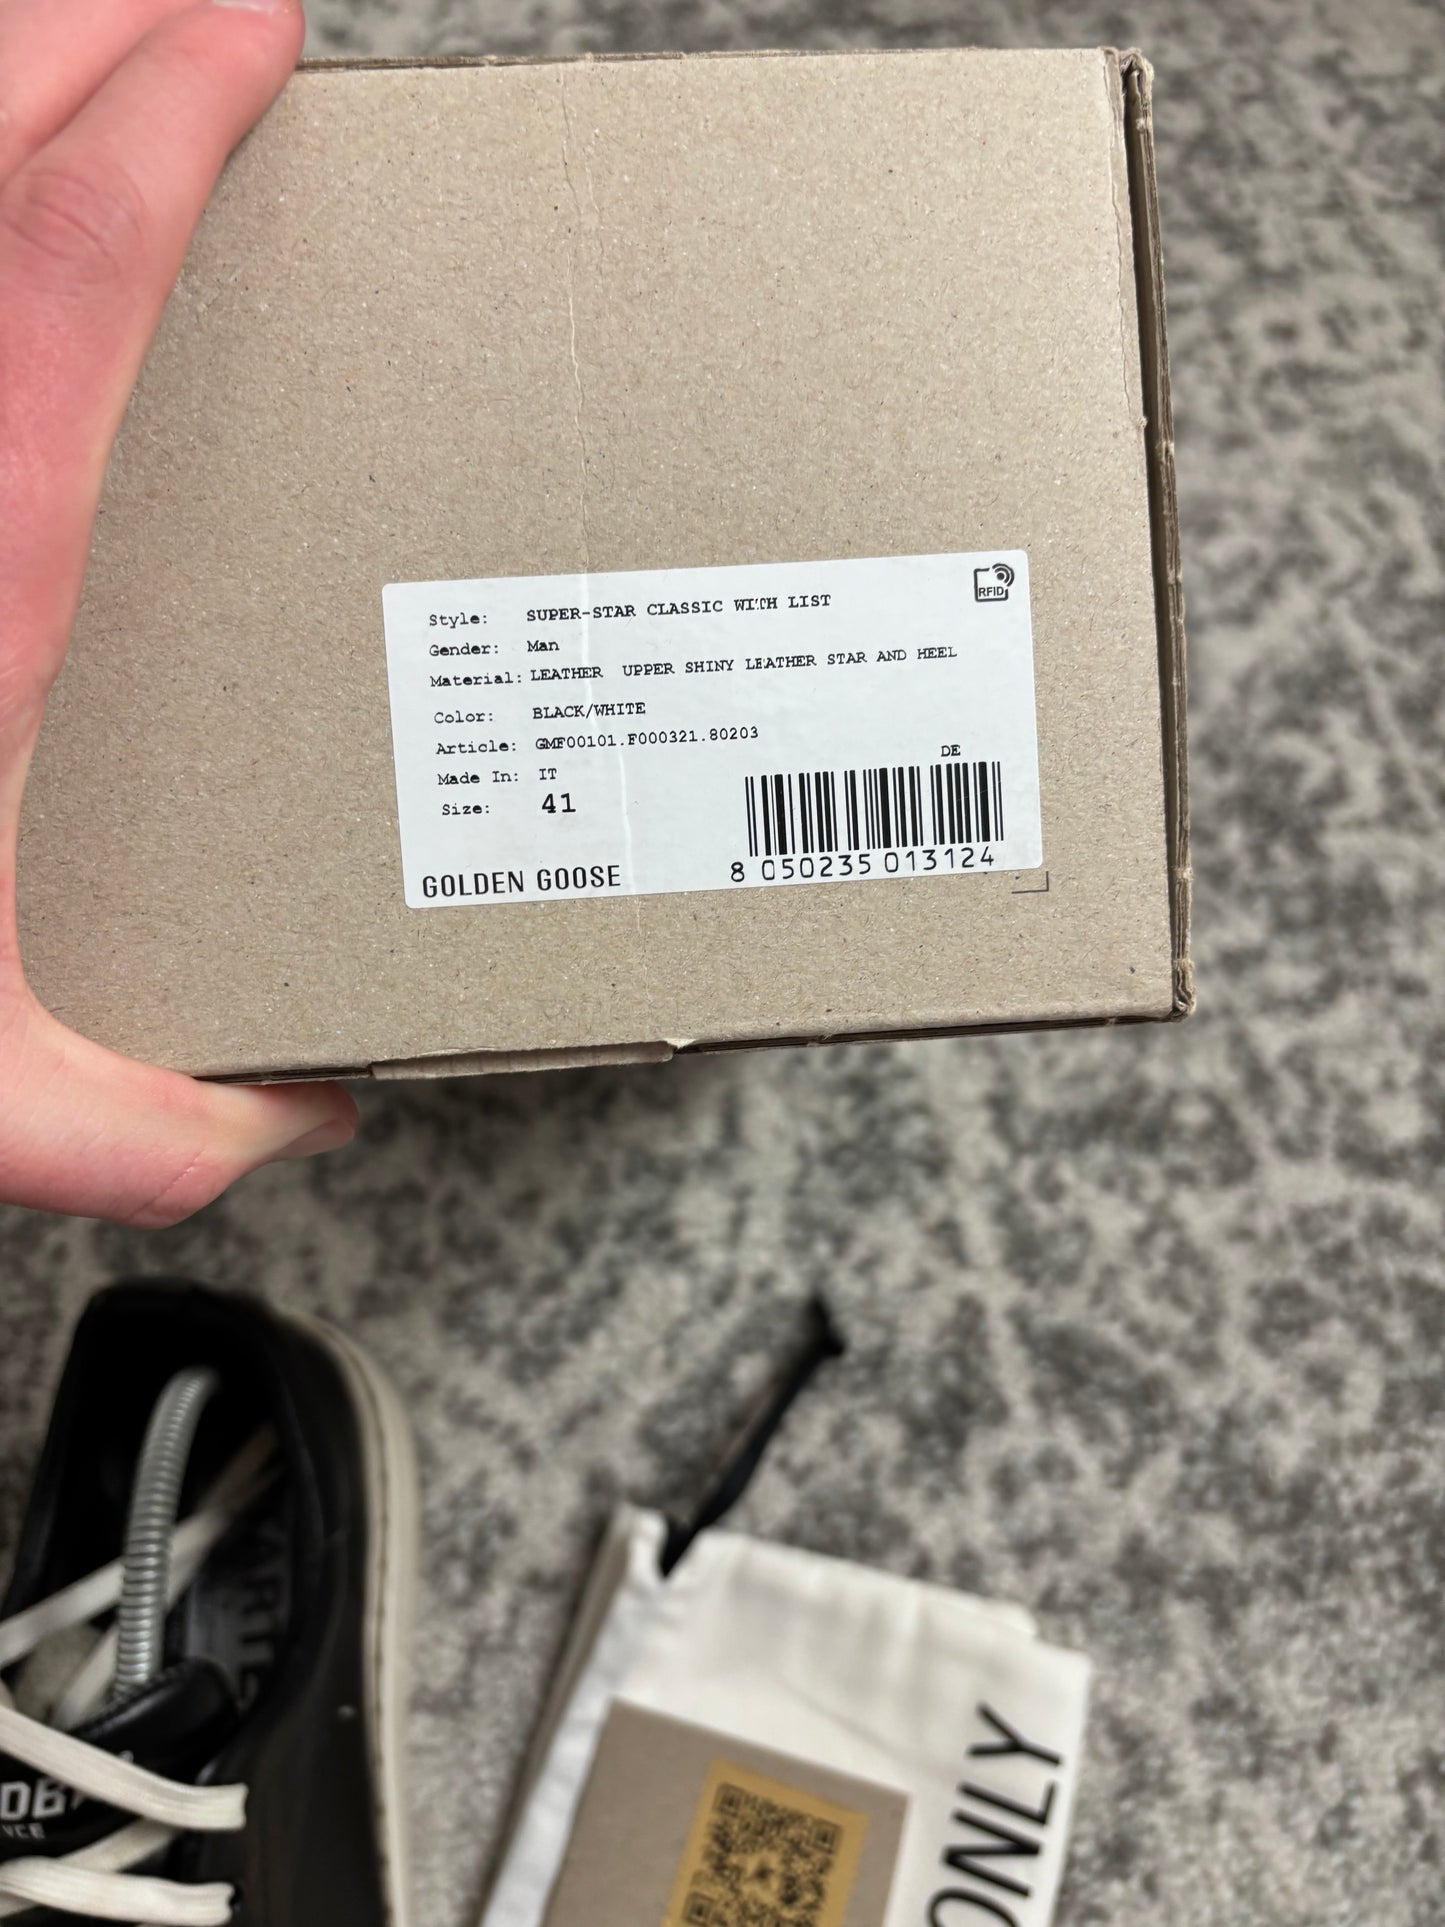 RFID
Style: SUPER-STAR CLASSIC WITH LIST
Gender: Man
Material: LEATHER UPPER SHINY LEATHER STAR AND HEEL
Color: BLACK/WHITE
Article: GMF00101.F000321.80203
Made In: IT
Size: 41
DE
8 050235 013124
GOLDEN GOOSE
ONLY